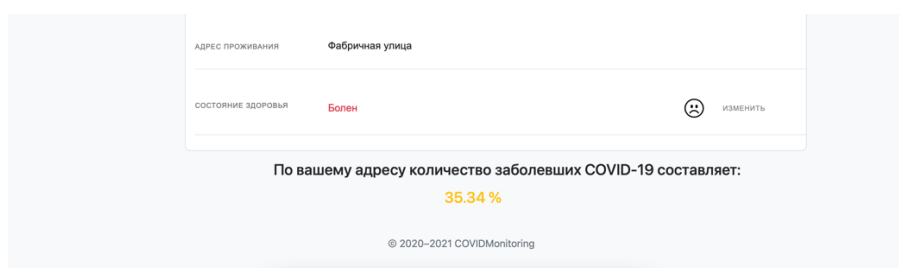 АДРЕС ПРОЖИВАНИЯ Фабричная улица
СОСТОЯНИЕ ЗДОРОВЬЯ Болен ИЗМЕНИТЬ
По вашему адресу количество заболевших COVID-19 составляет:
35.34 %
© 2020–2021 COVIDMonitoring